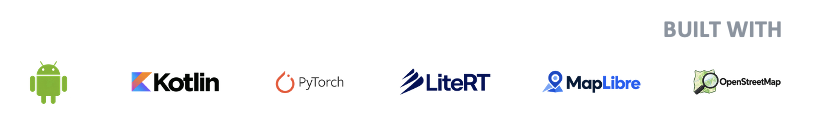 BUILT WITH
Kotlin PyTorch LiteRT MapLibre OpenStreetMap